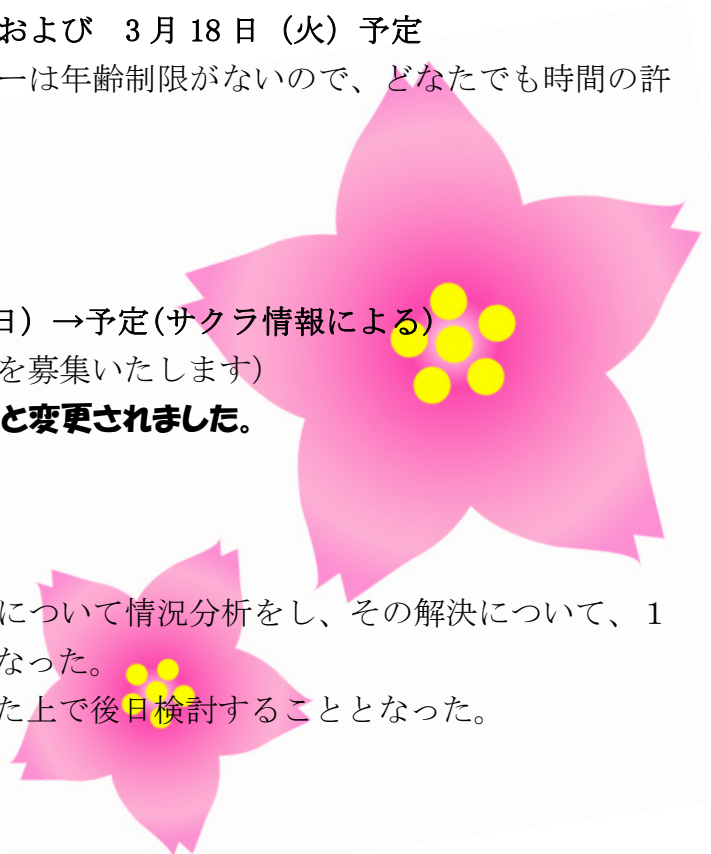 および　3 月 18 日（火）予定
ーは年齢制限がないので、どなたでも時間の許
日）→予定(サクラ情報による)
を募集いたします）
と変更されました。
について情況分析をし、その解決について、１
なった。
た上で後日検討することとなった。